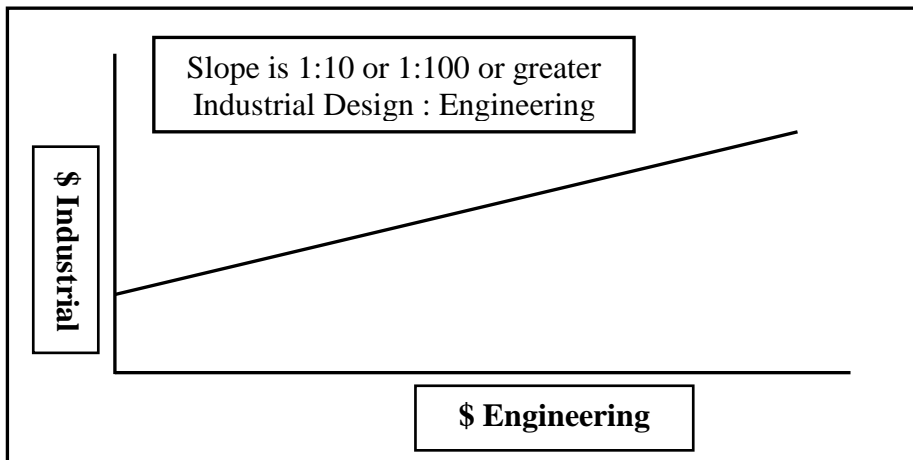 Slope is 1:10 or 1:100 or greater
Industrial Design : Engineering
$ Industrial
$ Engineering